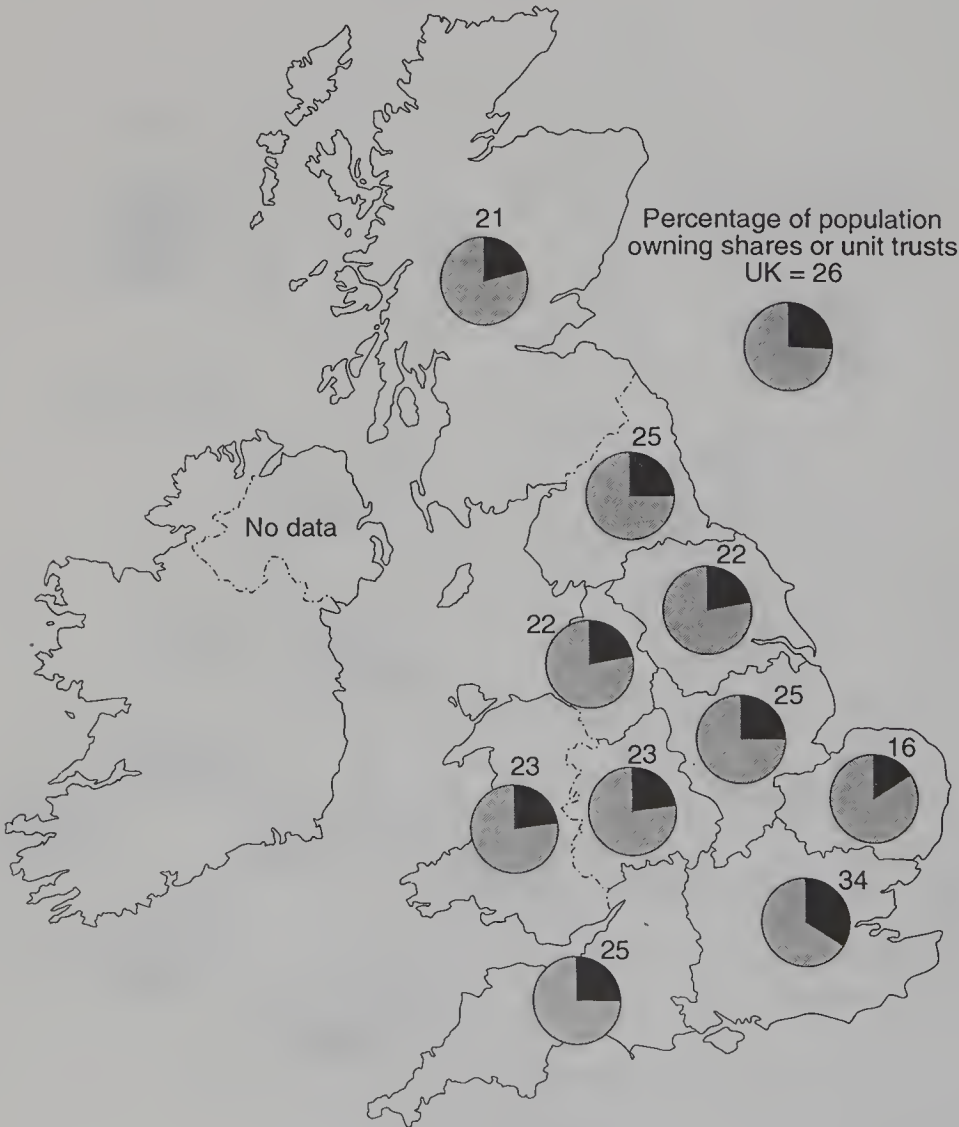 21
Percentage of population
owning shares or unit trusts
UK = 26
25
No data
22
22
25
16
23
23
34
25